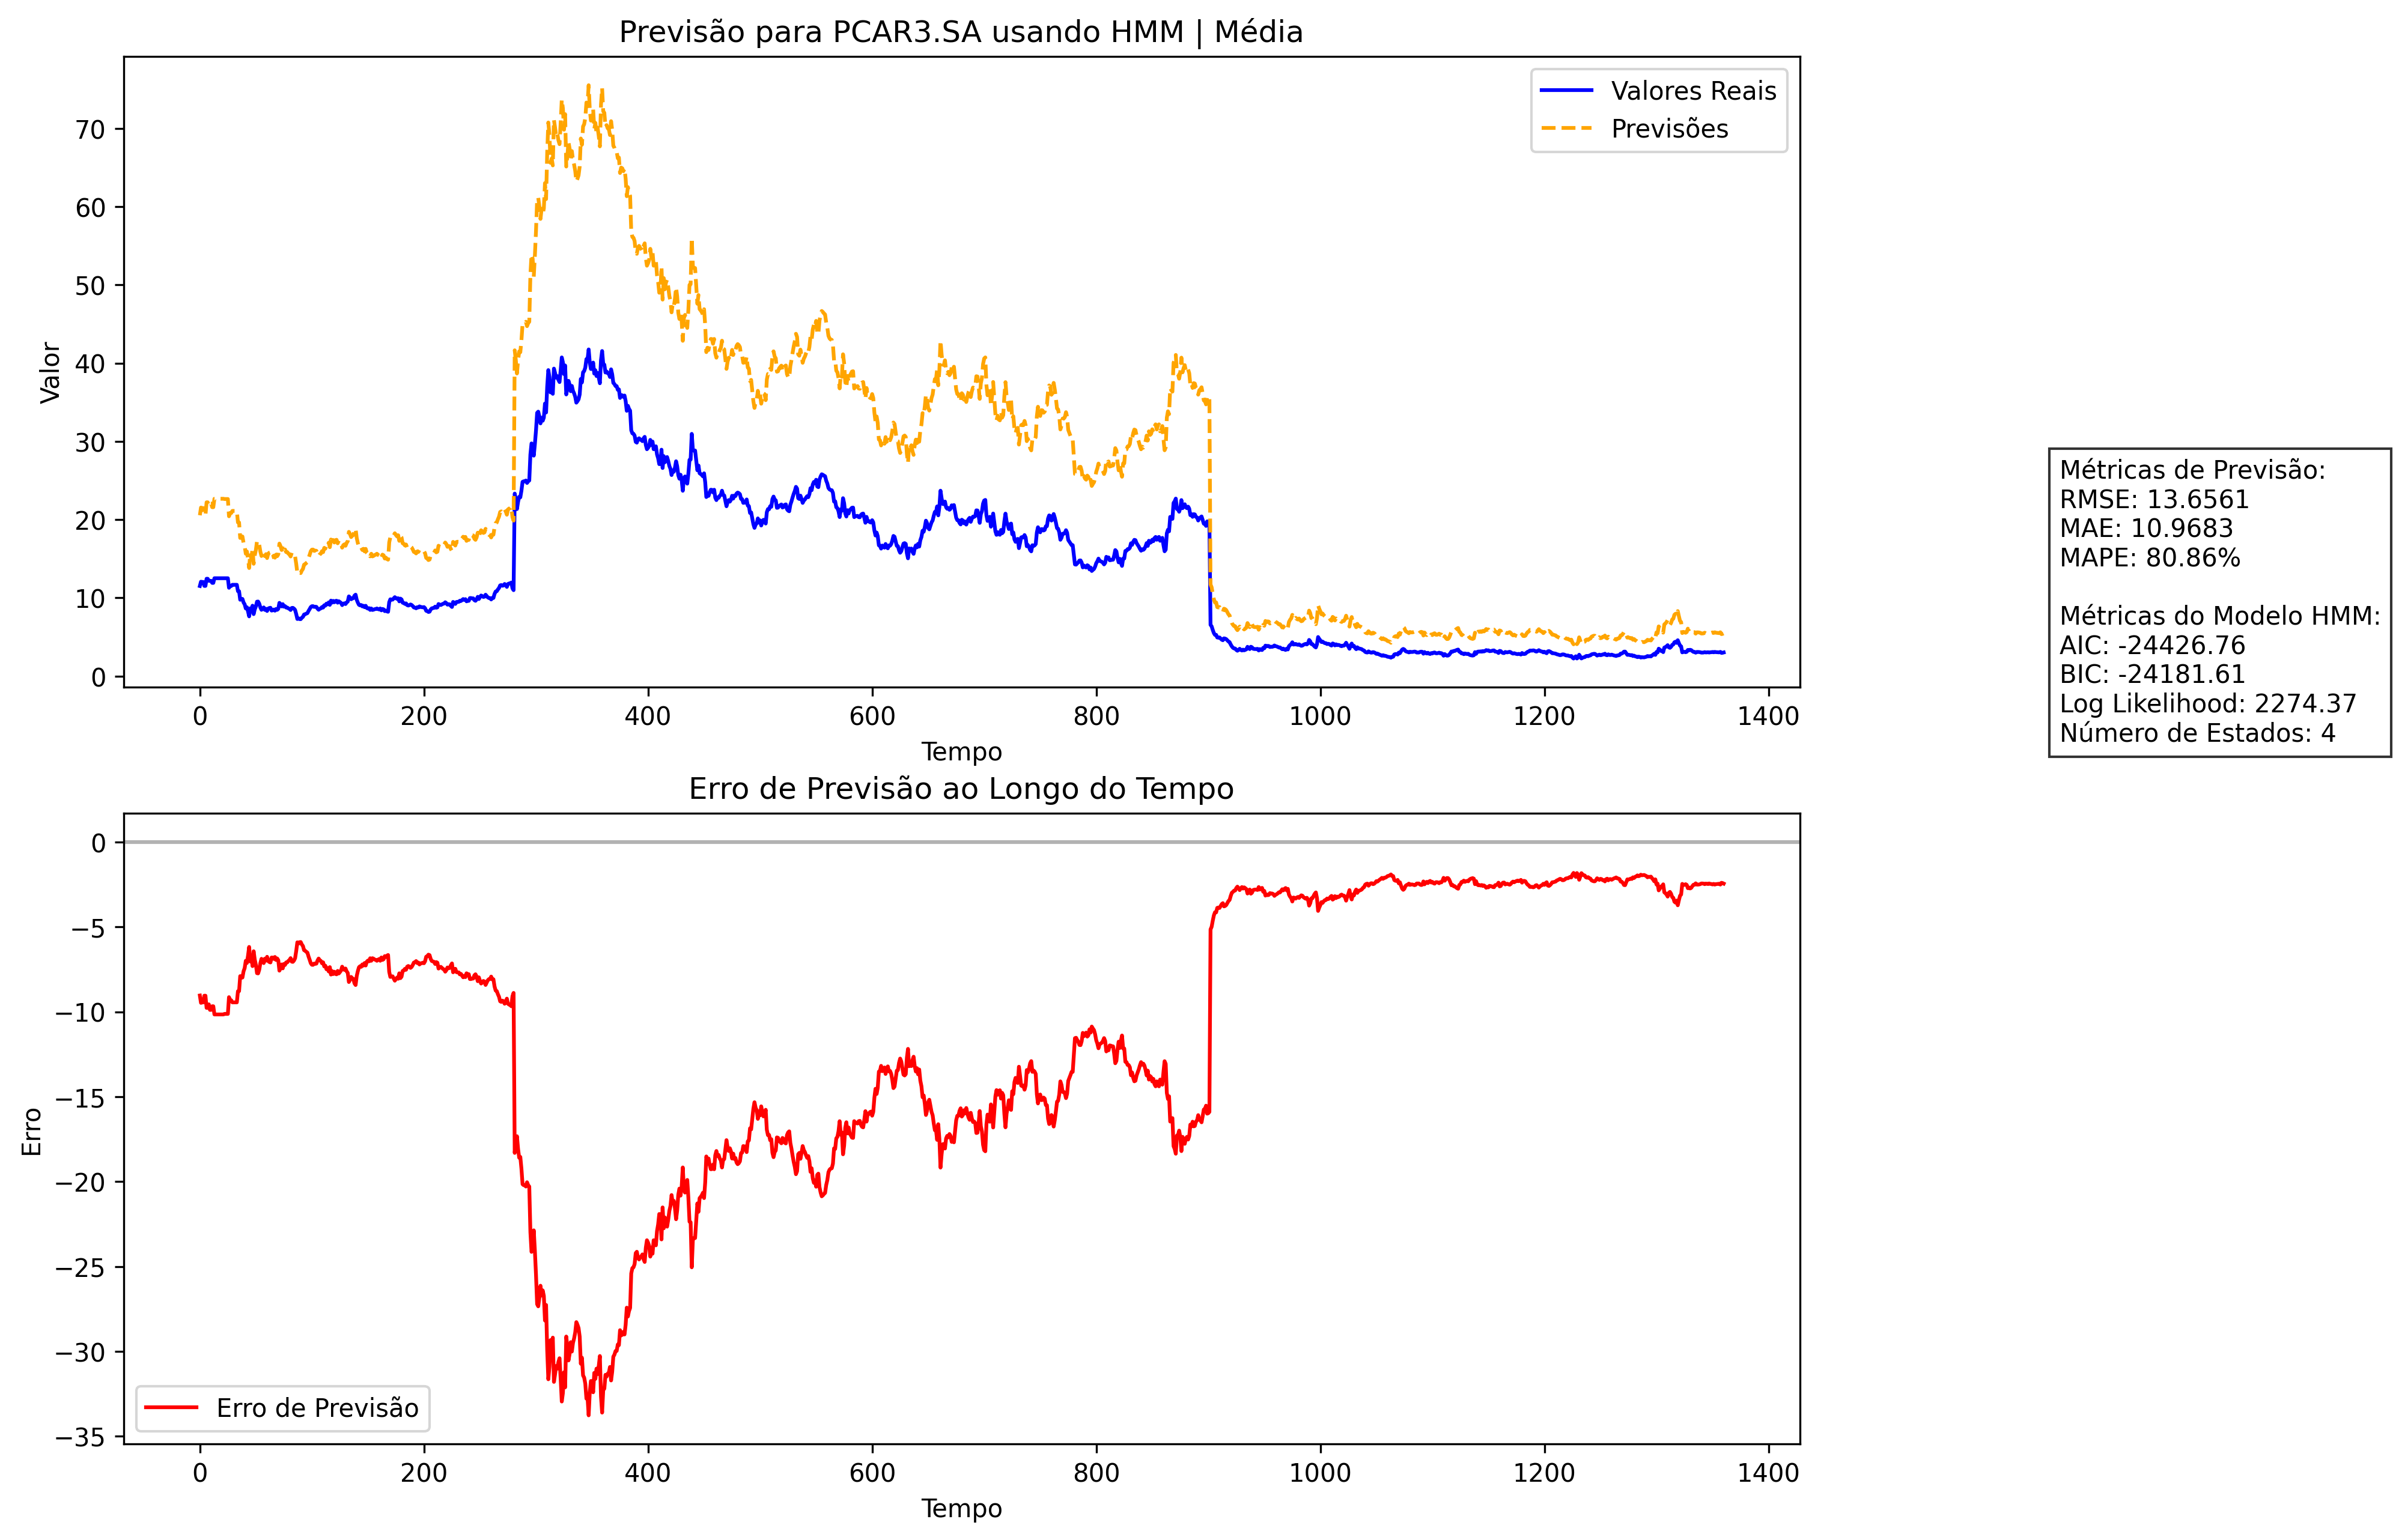 Previsão para PCAR3.SA usando HMM | Média
Valor
70
60
50
40
30
20
10
0
Valores Reais
Previsões
0 200 400 600 800 1000 1200 1400
Tempo
Métricas de Previsão:
RMSE: 13.6561
MAE: 10.9683
MAPE: 80.86%
Métricas do Modelo HMM:
AIC: -24426.76
BIC: -24181.61
Log Likelihood: 2274.37
Número de Estados: 4
Erro de Previsão ao Longo do Tempo
Erro
0
−5
−10
−15
−20
−25
−30
−35
Erro de Previsão
0 200 400 600 800 1000 1200 1400
Tempo